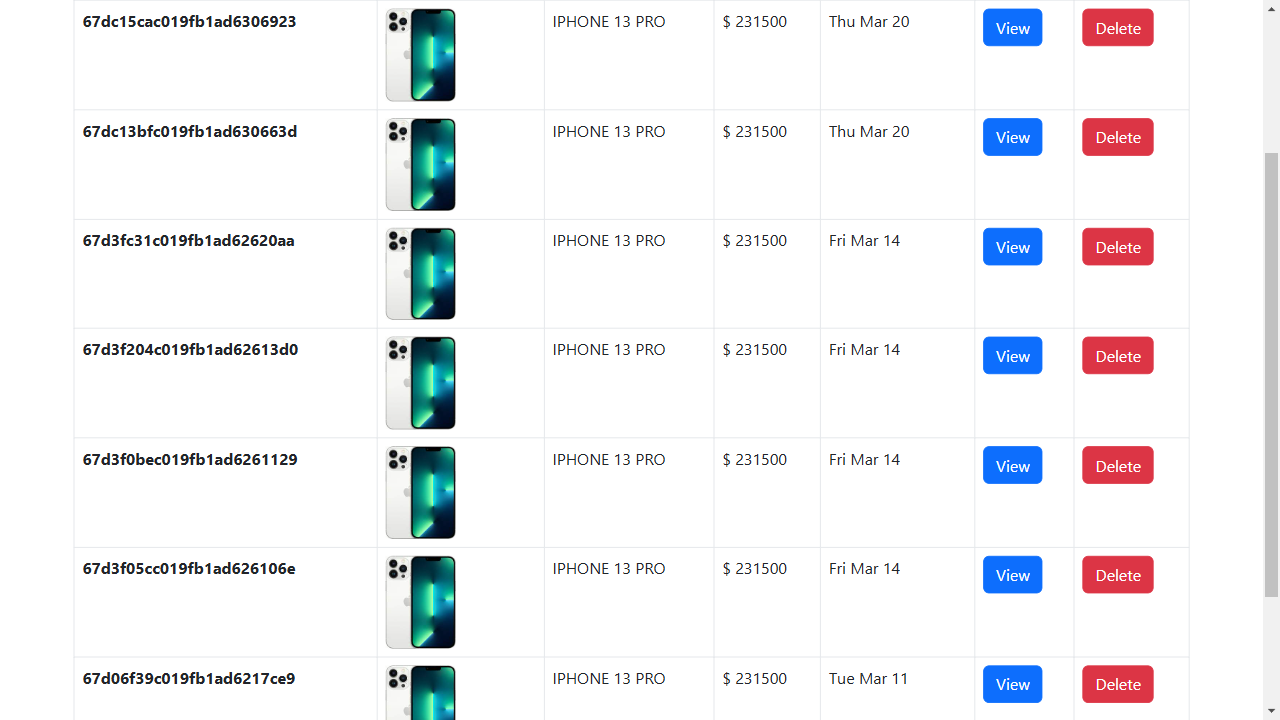 67dc15cac019fb1ad6306923 IPHONE 13 PRO $ 231500 Thu Mar 20 View Delete
67dc13bfc019fb1ad630663d IPHONE 13 PRO $ 231500 Thu Mar 20 View Delete
67d3fc31c019fb1ad62620aa IPHONE 13 PRO $ 231500 Fri Mar 14 View Delete
67d3f204c019fb1ad62613d0 IPHONE 13 PRO $ 231500 Fri Mar 14 View Delete
67d3f0bec019fb1ad6261129 IPHONE 13 PRO $ 231500 Fri Mar 14 View Delete
67d3f05cc019fb1ad626106e IPHONE 13 PRO $ 231500 Fri Mar 14 View Delete
67d06f39c019fb1ad6217ce9 IPHONE 13 PRO $ 231500 Tue Mar 11 View Delete